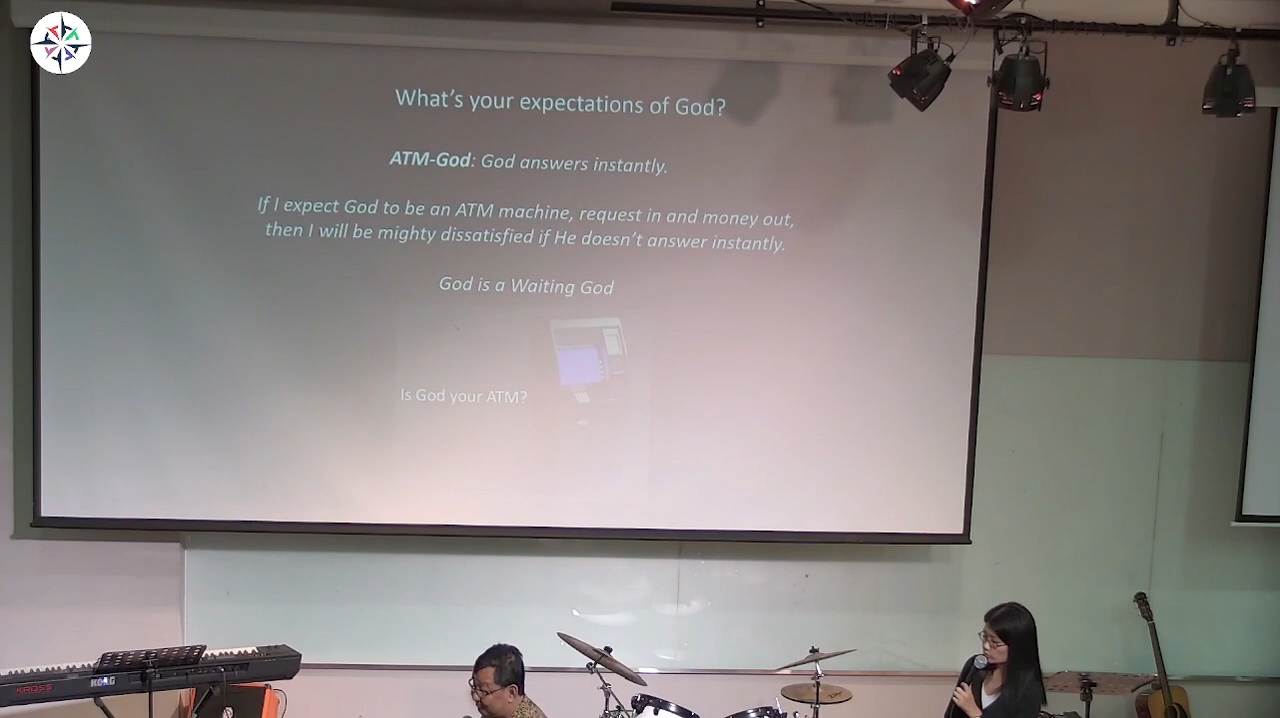 What's your expectations of God?
ATM-God: God answers instantly.
If I expect God to be an ATM machine, request in and money out,
then I will be mighty dissatisfied if He doesn't answer instantly.
God is a Waiting God
Is God your ATM?
KROSS
KORG